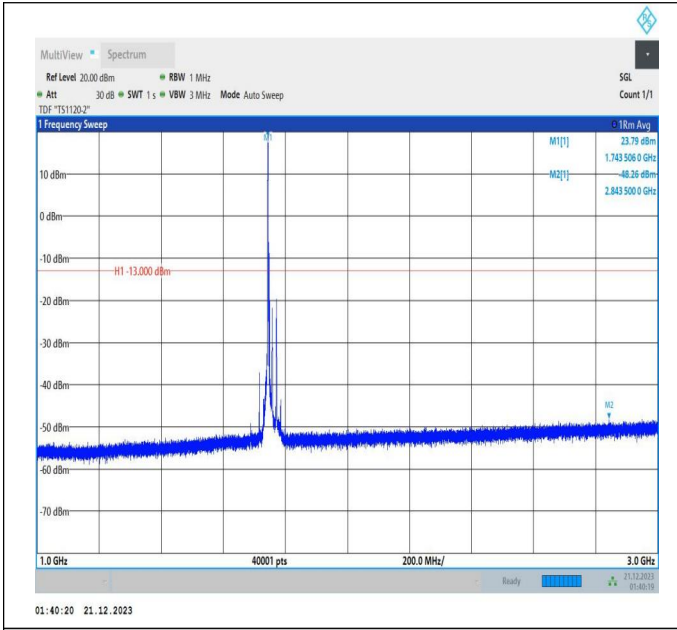 R S
MultiView Spectrum
Ref Level 20.00 dBm RBW 1 MHz SGL
Att 30 dB SWT 1 s VBW 3 MHz Mode Auto Sweep Count 1/1
TDF "TS1120-2"
1 Frequency Sweep 1Rm Avg
M1 M1[1] 23.79 dBm
1.743 506 0 GHz
10 dBm M2[1] -48.26 dBm
2.843 500 0 GHz
0 dBm
-10 dBm
H1 -13.000 dBm
-20 dBm
-30 dBm
-40 dBm
M2
-50 dBm
-60 dBm
-70 dBm
1.0 GHz 40001 pts 200.0 MHz/ 3.0 GHz
Ready 21.12.2023
01:40:19
01:40:20 21.12.2023